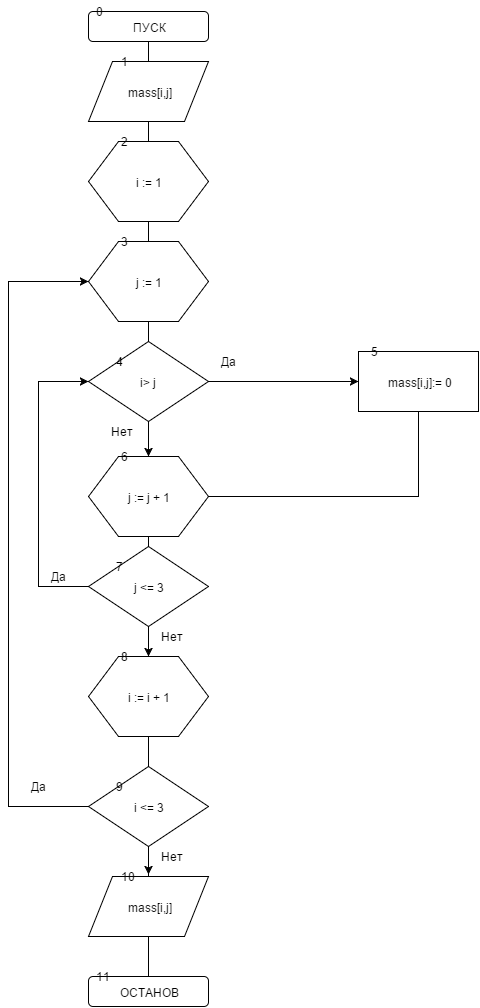 0
ПУСК
1
mass[i,j]
2
i := 1
3
j := 1
4
i> j
Да
5
mass[i,j]:= 0
Нет
6
j := j + 1
7
j <= 3
Да
Нет
8
i := i + 1
9
i <= 3
Да
Нет
10
mass[i,j]
11
ОСТАНОВ